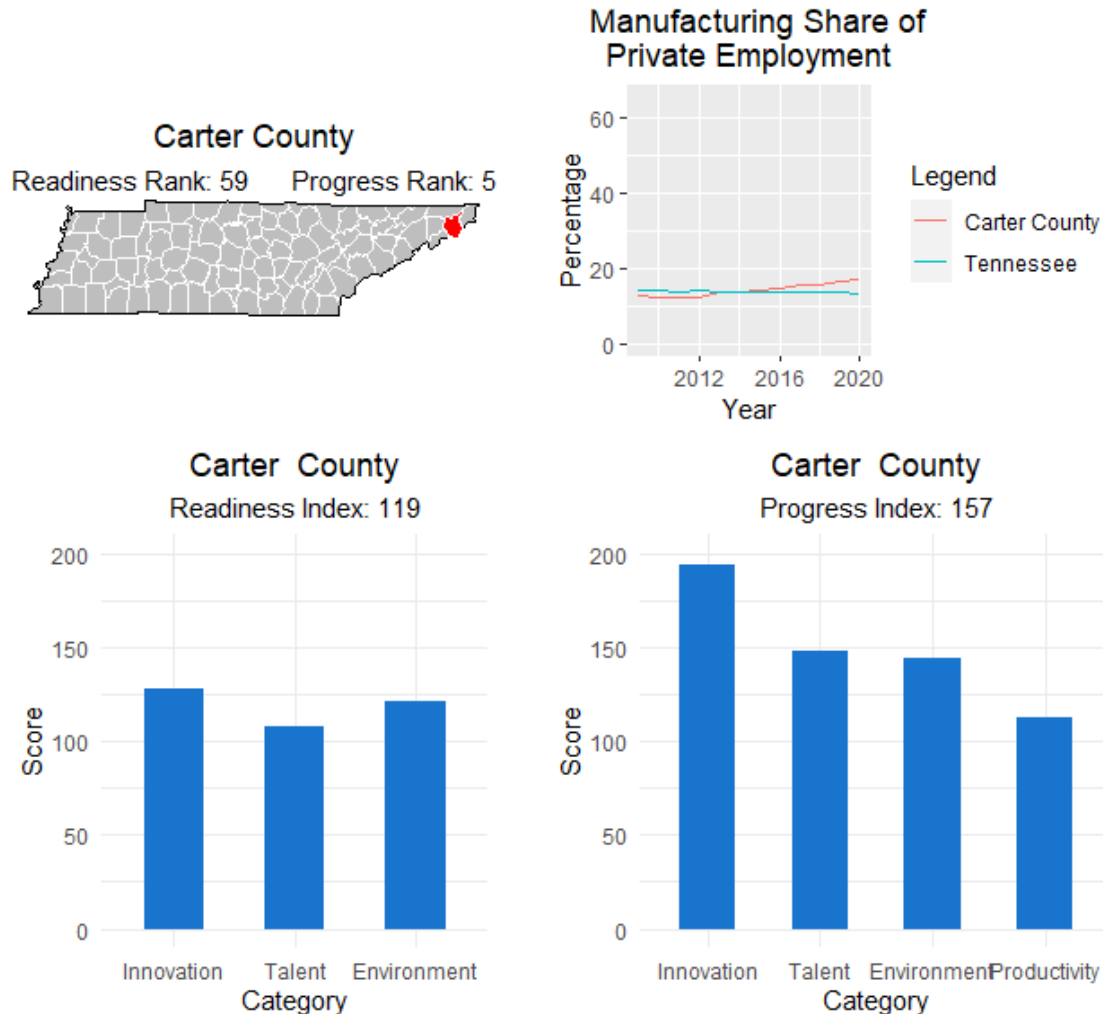 Carter County
Readiness Rank: 59 Progress Rank: 5
Manufacturing Share of
Private Employment
60
40
20
0
Percentage
2012 2016 2020
Year
Legend
Carter County
Tennessee
Carter County
Readiness Index: 119
200
150
100
50
0
Score
Innovation Talent Environment
Category
Carter County
Progress Index: 157
200
150
100
50
0
Score
Innovation Talent Environment Productivity
Category